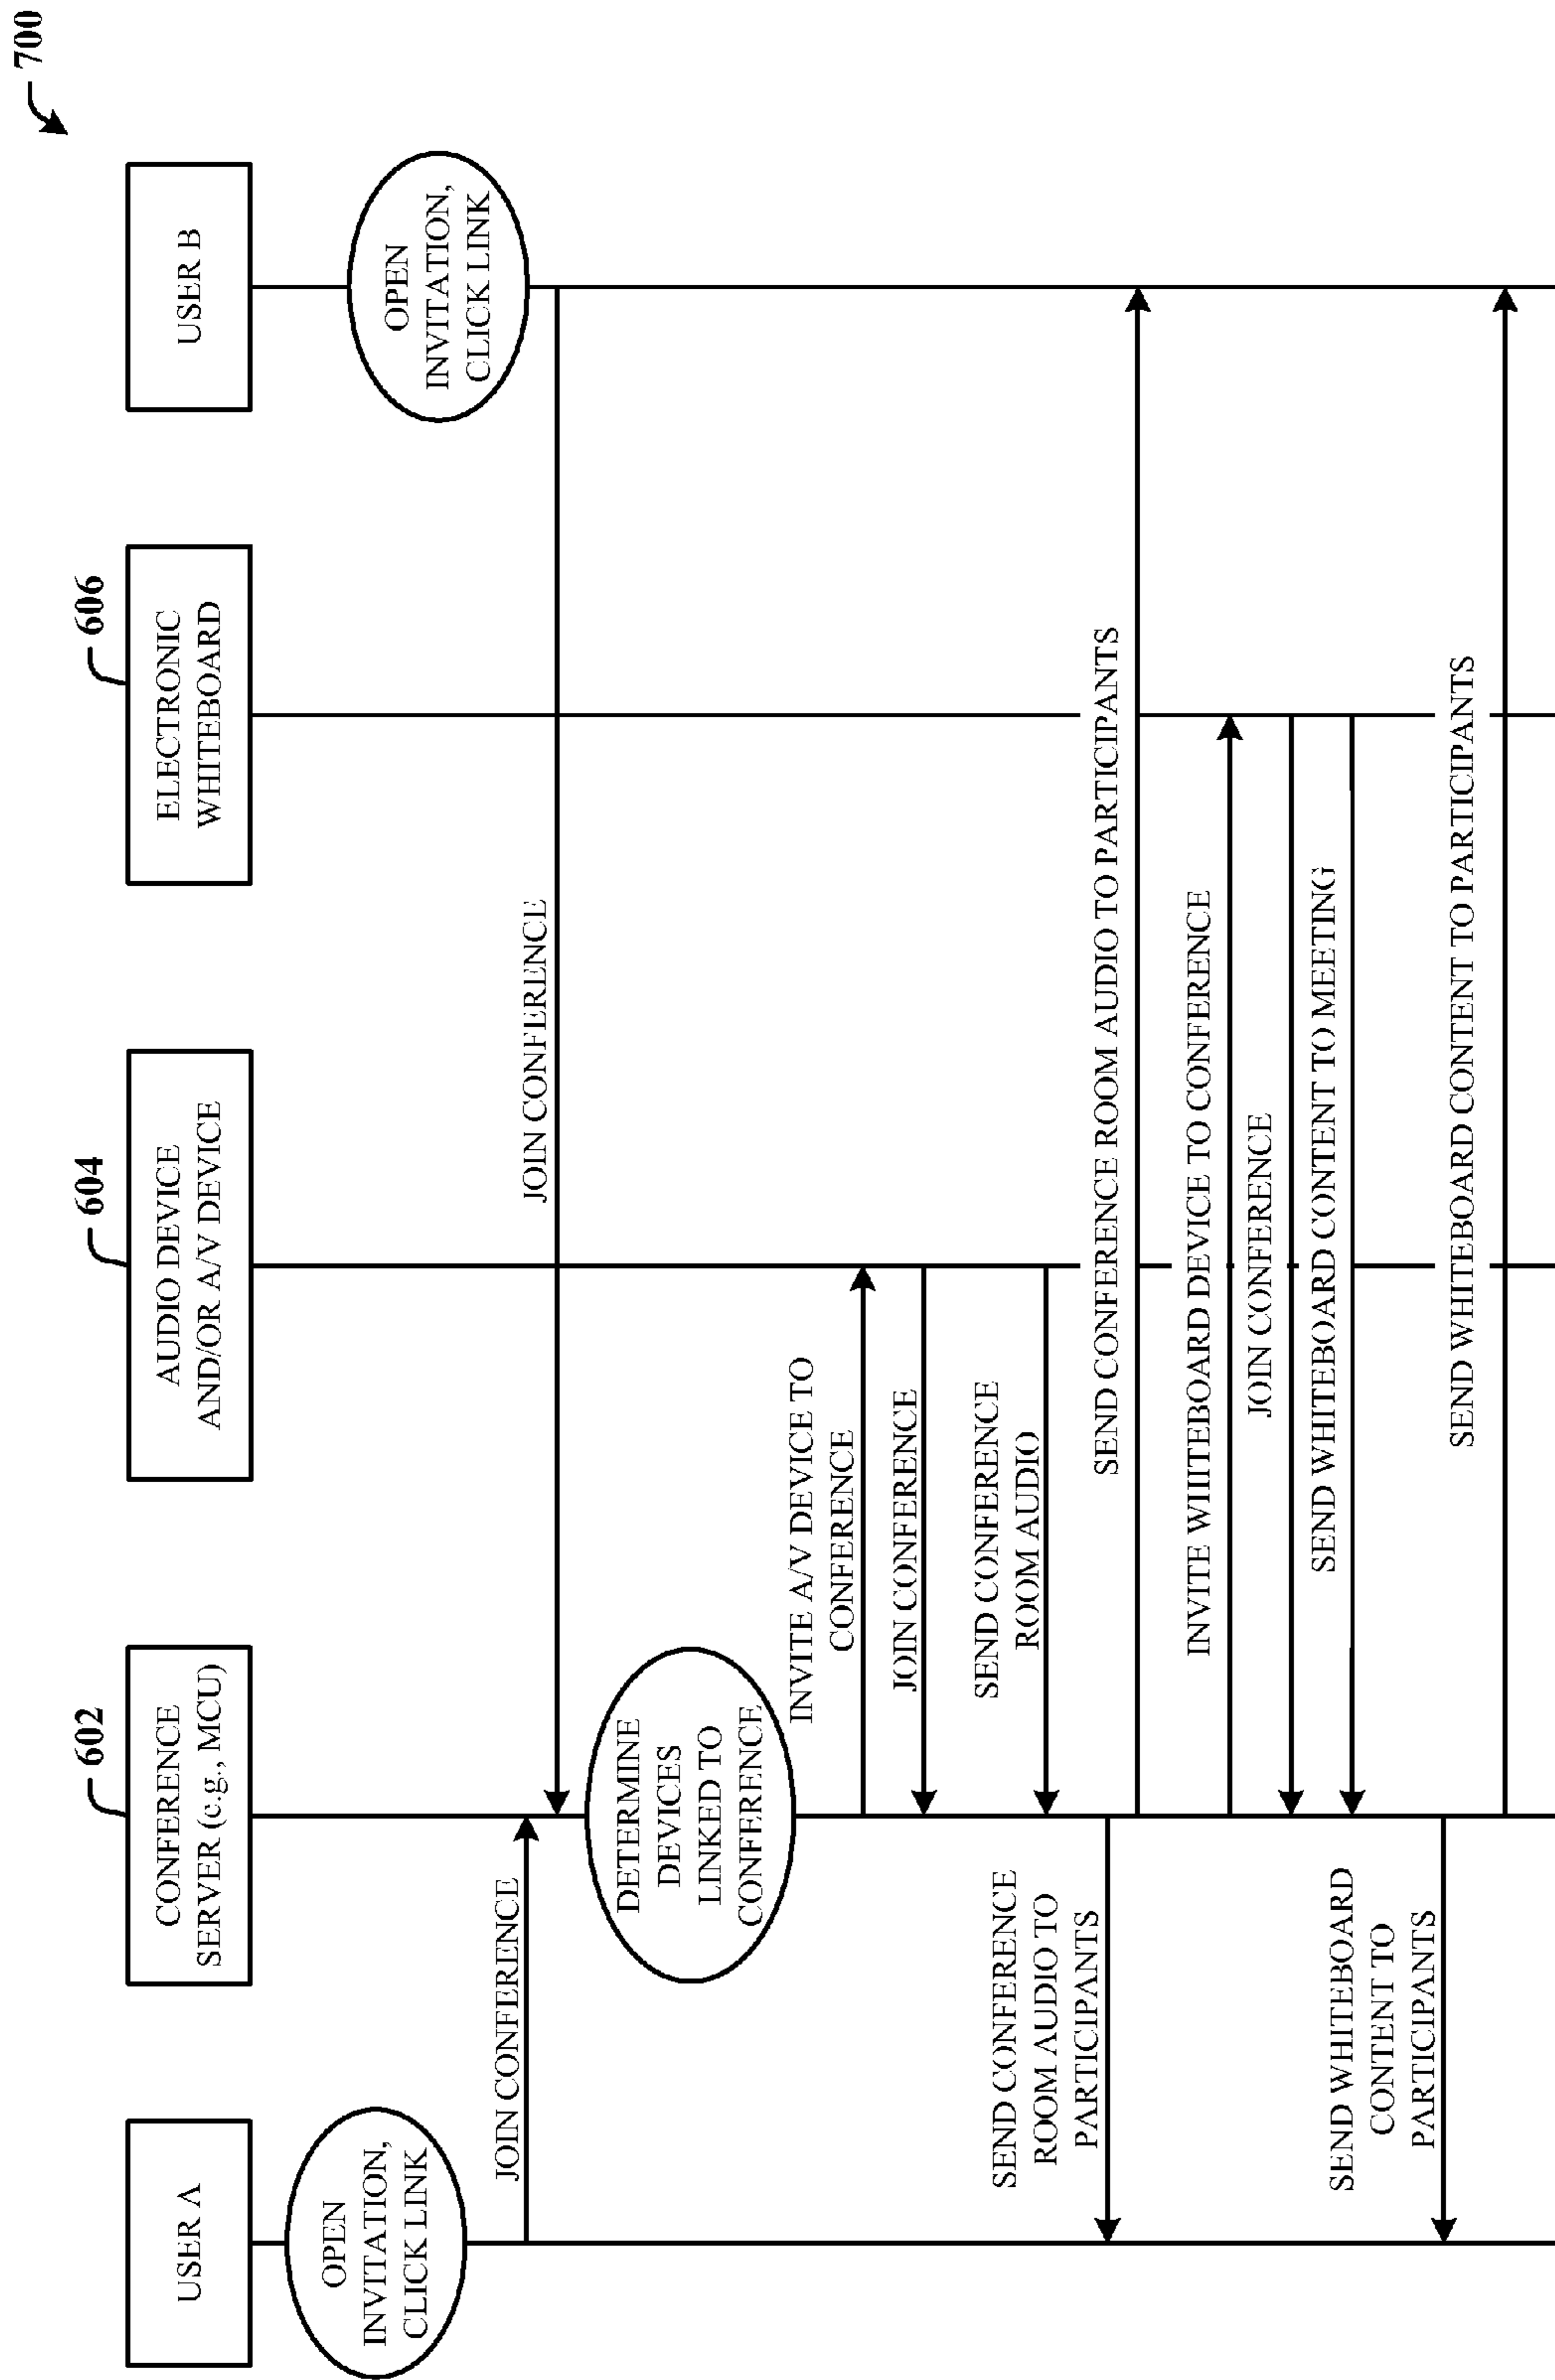 700
USER A
602
CONFERENCE
SERVER (e.g., MCU)
604
AUDIO DEVICE
AND/OR A/V DEVICE
606
ELECTRONIC
WHITEBOARD
USER B
OPEN
INVITATION,
CLICK LINK
OPEN
INVITATION,
CLICK LINK
JOIN CONFERENCE
JOIN CONFERENCE
DETERMINE
DEVICES
LINKED TO
CONFERENCE
INVITE A/V DEVICE TO
CONFERENCE
JOIN CONFERENCE
SEND CONFERENCE
ROOM AUDIO
SEND CONFERENCE
ROOM AUDIO TO
PARTICIPANTS
SEND CONFERENCE ROOM AUDIO TO PARTICIPANTS
INVITE WHITEBOARD DEVICE TO CONFERENCE
JOIN CONFERENCE
SEND WHITEBOARD CONTENT TO MEETING
SEND WHITEBOARD
CONTENT TO
PARTICIPANTS
SEND WHITEBOARD CONTENT TO PARTICIPANTS